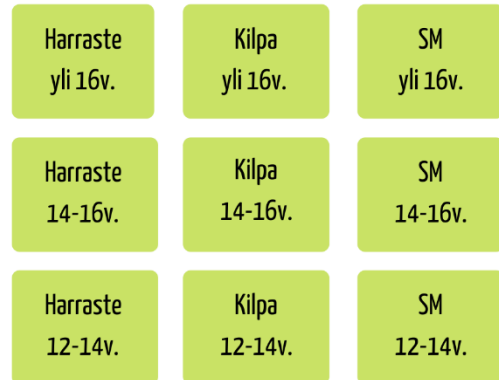 Harraste
yli 16v.
Kilpa
yli 16v.
SM
yli 16v.
Harraste
14-16v.
Kilpa
14-16v.
SM
14-16v.
Harraste
12-14v.
Kilpa
12-14v.
SM
12-14v.